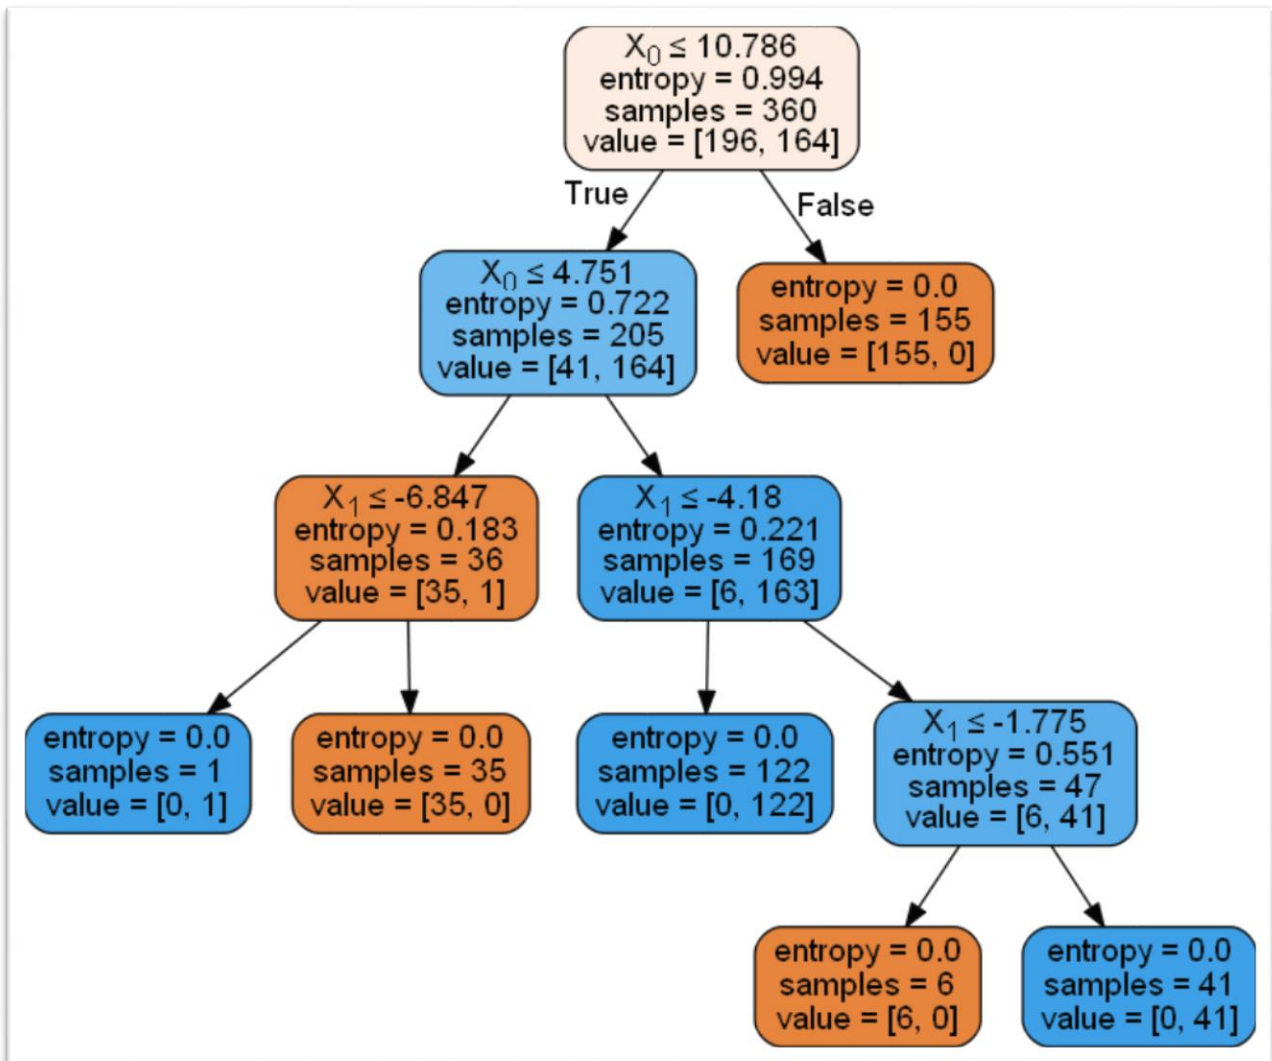 X₀ ≤ 10.786
entropy = 0.994
samples = 360
value = [196, 164]
True
False
X₀ ≤ 4.751
entropy = 0.722
samples = 205
value = [41, 164]
entropy = 0.0
samples = 155
value = [155, 0]
X₁ ≤ -6.847
entropy = 0.183
samples = 36
value = [35, 1]
X₁ ≤ -4.18
entropy = 0.221
samples = 169
value = [6, 163]
entropy = 0.0
samples = 1
value = [0, 1]
entropy = 0.0
samples = 35
value = [35, 0]
entropy = 0.0
samples = 122
value = [0, 122]
X₁ ≤ -1.775
entropy = 0.551
samples = 47
value = [6, 41]
entropy = 0.0
samples = 6
value = [6, 0]
entropy = 0.0
samples = 41
value = [0, 41]